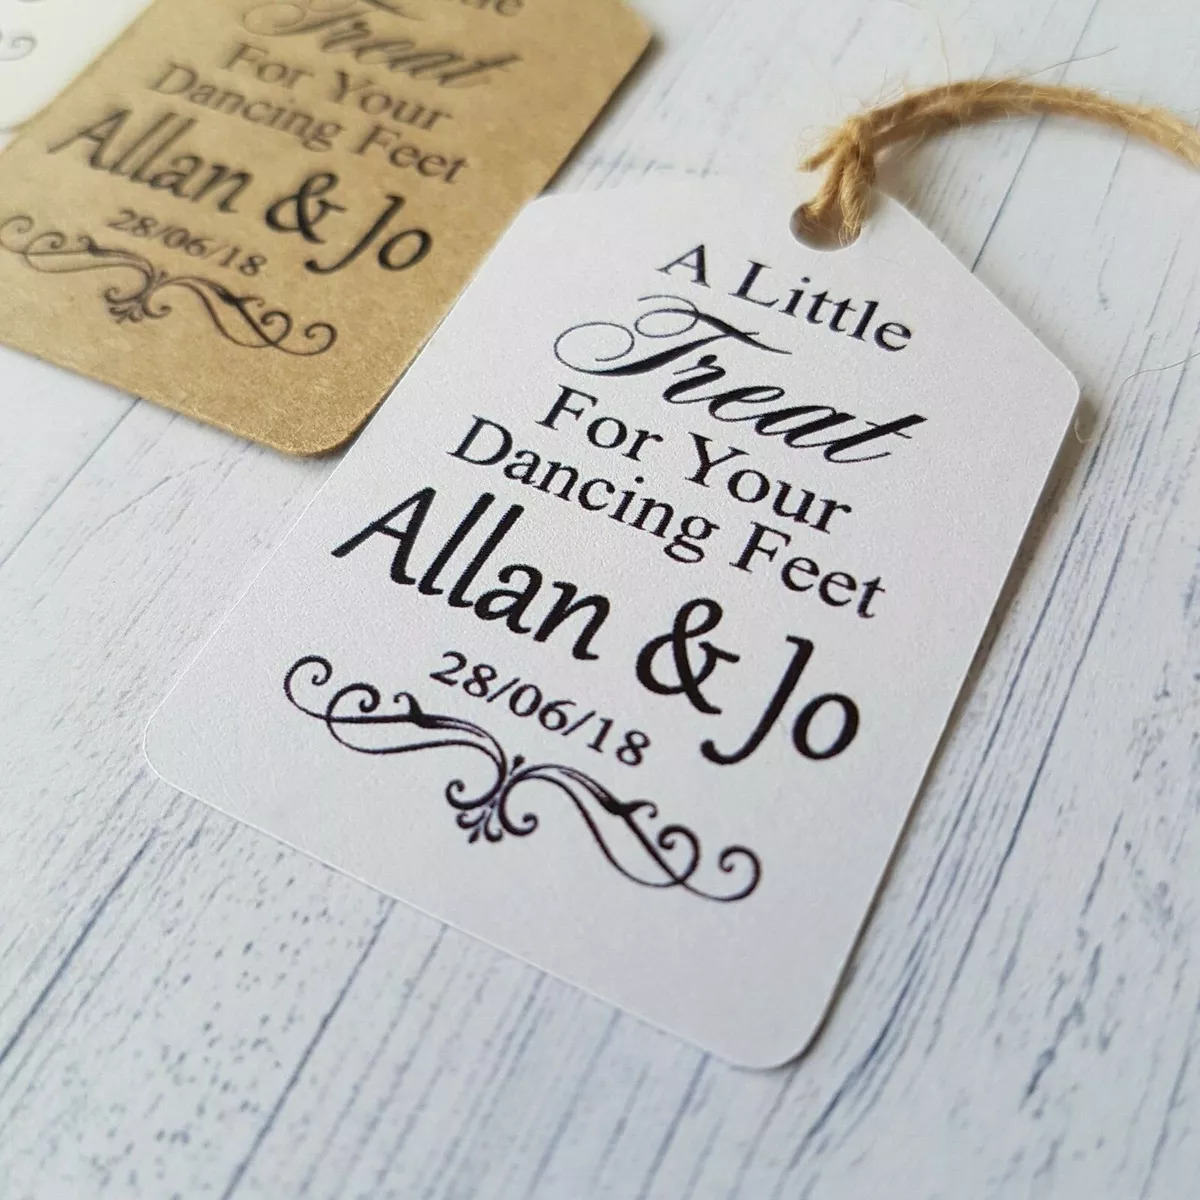 Treat
For Your
Dancing Feet
Allan & Jo
28/06/18
A Little
Treat
For Your
Dancing Feet
Allan & Jo
28/06/18